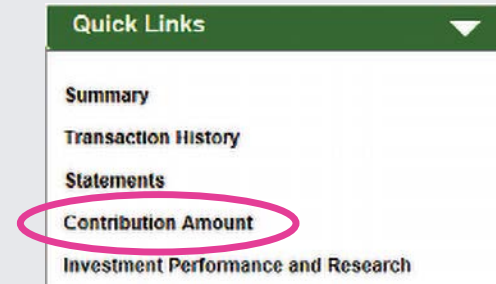 Quick Links
Summary
Transaction History
Statements
Contribution Amount
Investment Performance and Research